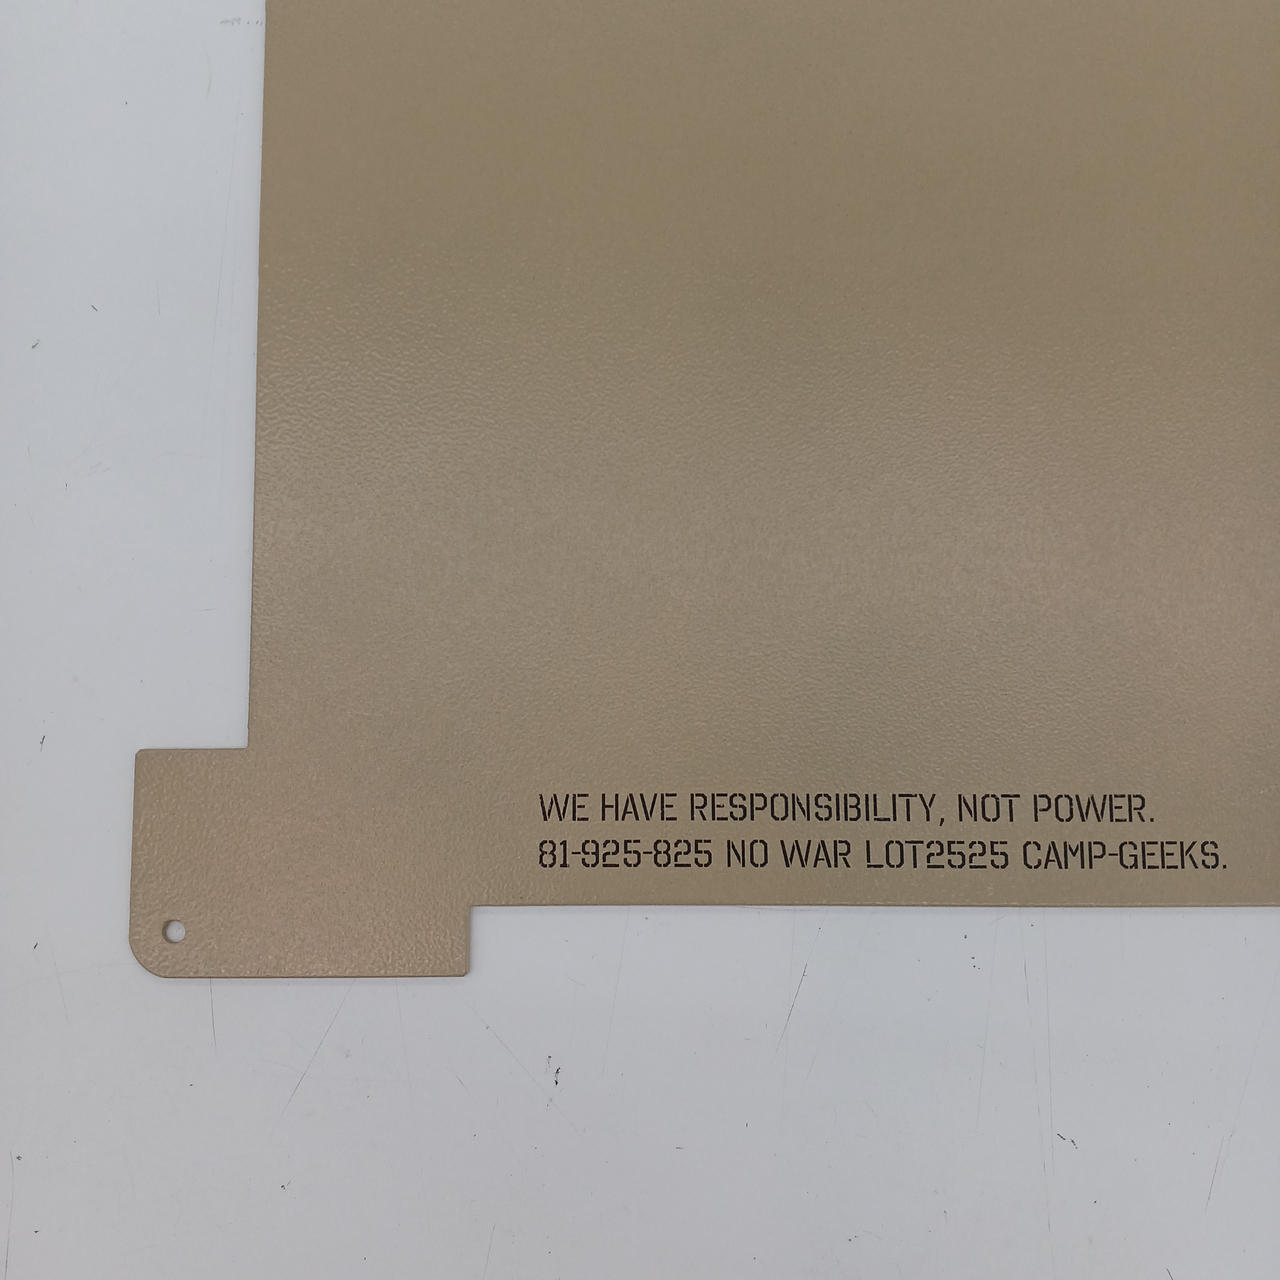 WE HAVE RESPONSIBILITY, NOT POWER.
81-925-825 NO WAR LOT2525 CAMP-GEEKS.